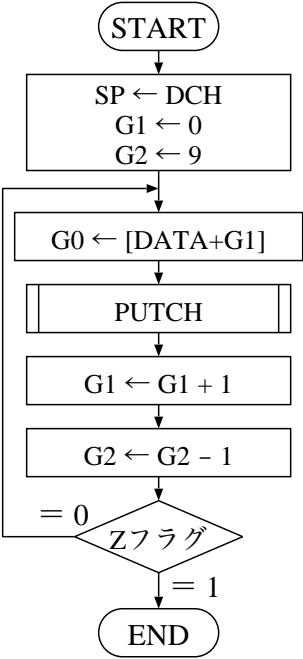 START
SP ← DCH
G1 ← 0
G2 ← 9
G0 ← [DATA+G1]
PUTCH
G1 ← G1 + 1
G2 ← G2 − 1
= 0
Zフラグ
= 1
END